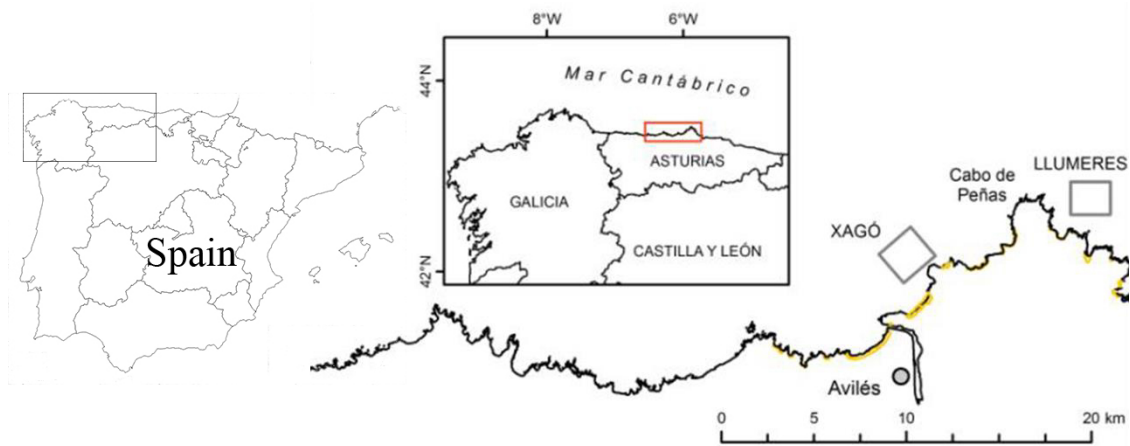 8°W
6°W
44°N
42°N
Mar Cantábrico
ASTURIAS
GALICIA
CASTILLA Y LEÓN
Spain
LLUMERES
Cabo de
Peñas
XAGÓ
Avilés
0 5 10 20 km